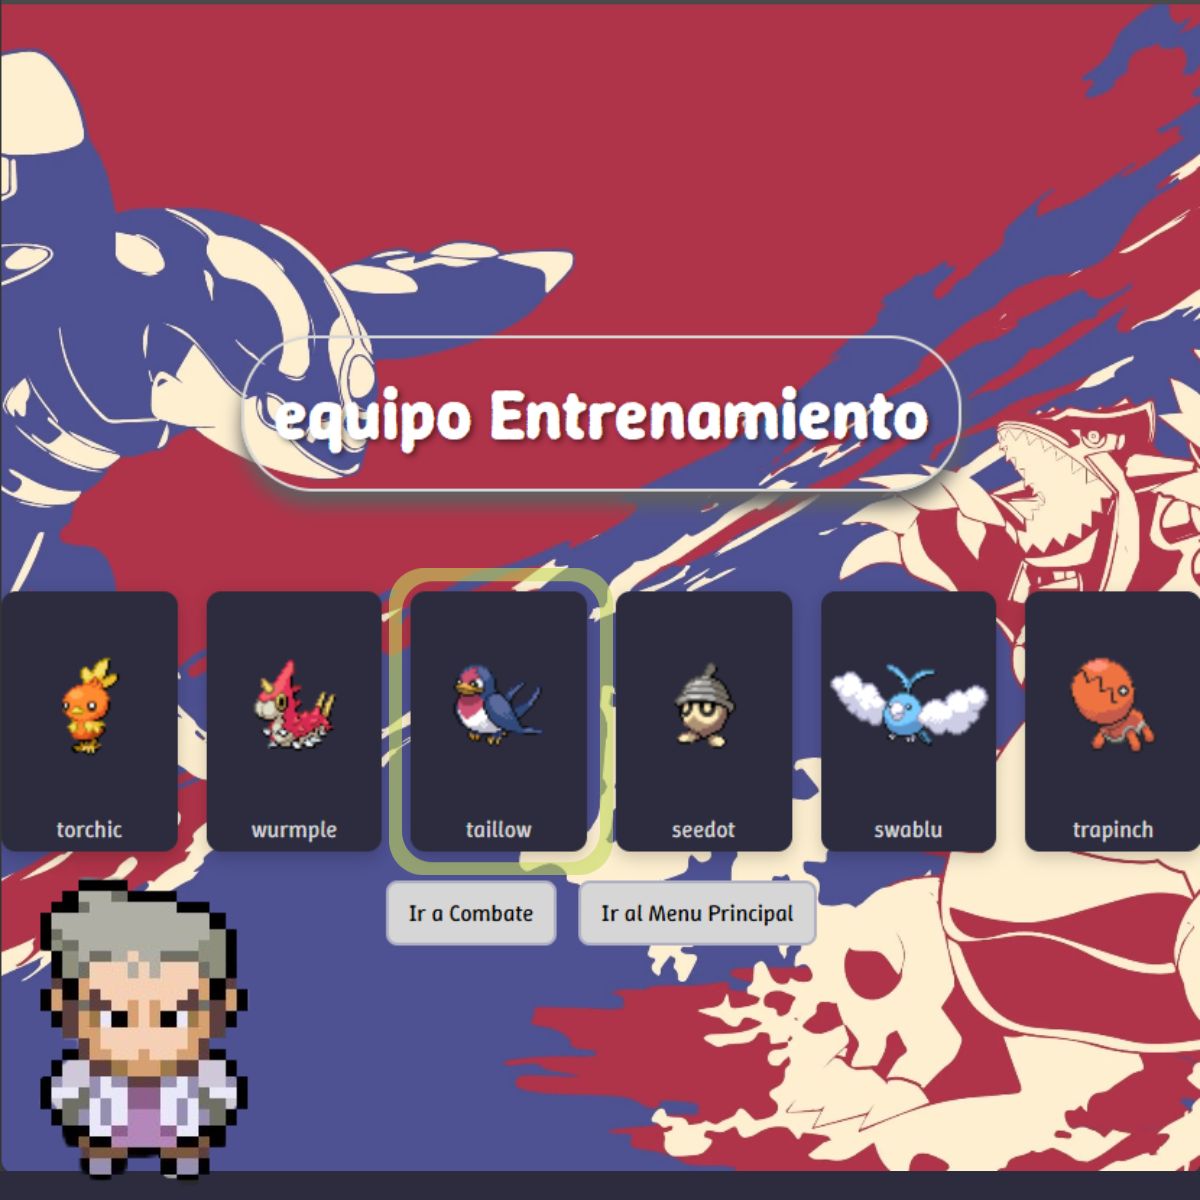 equipo Entrenamiento
torchic
wurmple
taillow
seedot
swablu
trapinch
Ir a Combate
Ir al Menu Principal